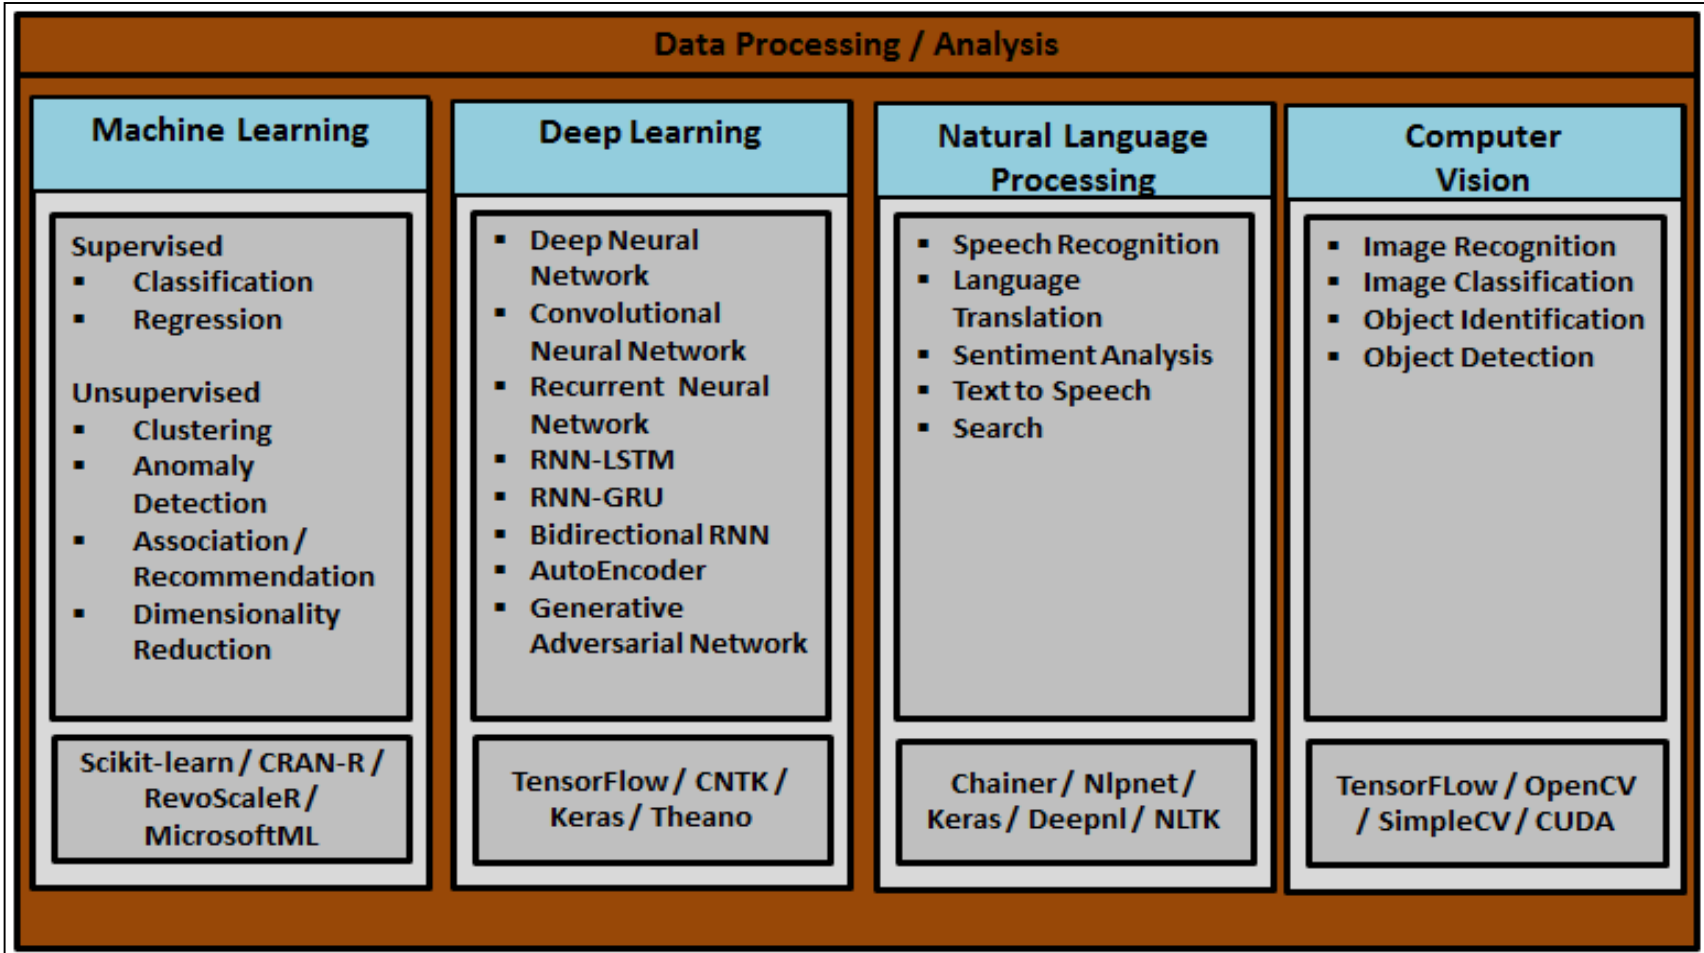 Data Processing / Analysis
Machine Learning
Supervised
▪ Classification
▪ Regression
Unsupervised
▪ Clustering
▪ Anomaly
Detection
▪ Association /
Recommendation
▪ Dimensionality
Reduction
Scikit-learn / CRAN-R /
RevoScaleR /
MicrosoftML
Deep Learning
▪ Deep Neural
Network
▪ Convolutional
Neural Network
▪ Recurrent Neural
Network
▪ RNN-LSTM
▪ RNN-GRU
▪ Bidirectional RNN
▪ AutoEncoder
▪ Generative
Adversarial Network
TensorFlow / CNTK /
Keras / Theano
Natural Language
Processing
▪ Speech Recognition
▪ Language
Translation
▪ Sentiment Analysis
▪ Text to Speech
▪ Search
Chainer / Nlpnet /
Keras / Deepnl / NLTK
Computer
Vision
▪ Image Recognition
▪ Image Classification
▪ Object Identification
▪ Object Detection
TensorFLow / OpenCV
/ SimpleCV / CUDA